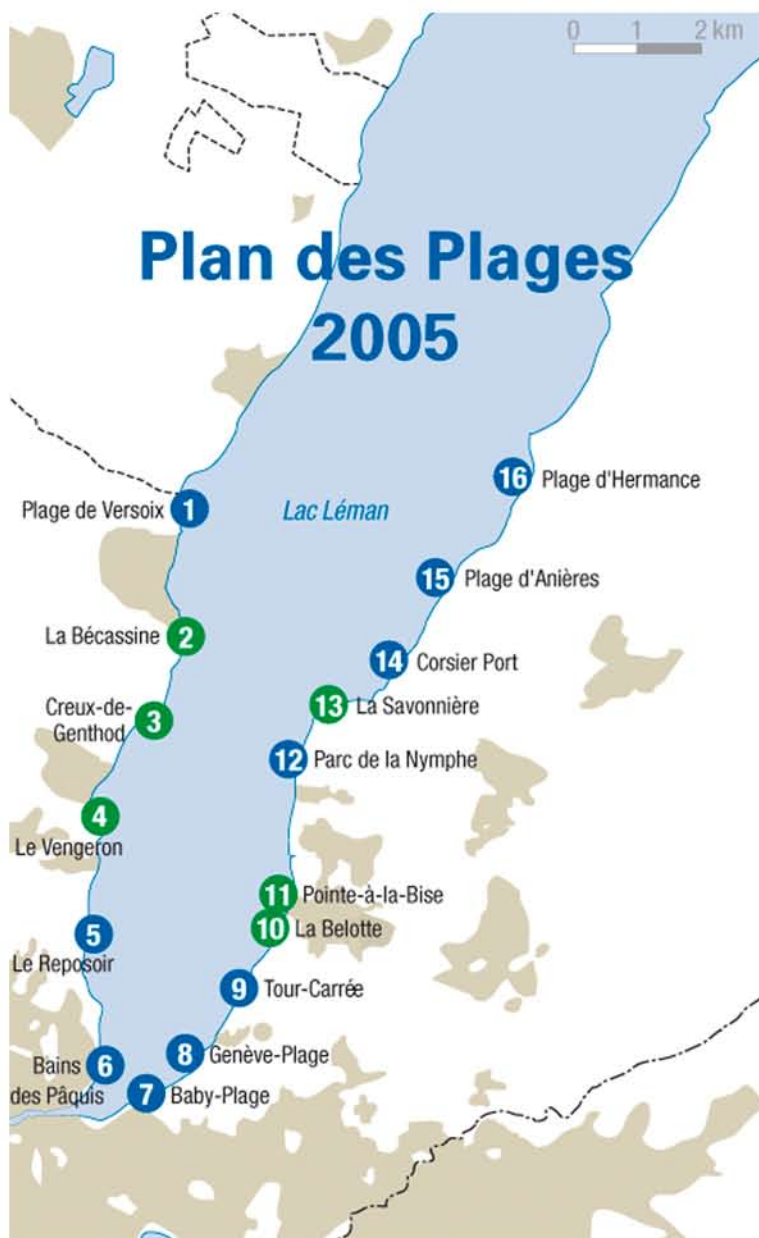 0 1 2 km
Plan des Plages
2005
16 Plage d'Hermance
Plage de Versoix 1
Lac Léman
15 Plage d'Anières
La Bécassine 2
14 Corsier Port
Creux-de-
Genthod 3
13 La Savonnière
12 Parc de la Nymphe
4
Le Vengeron
11 Pointe-à-la-Bise
10 La Belotte
5
Le Reposoir
9 Tour-Carrée
8 Genève-Plage
Bains 6
des Pâquis
7 Baby-Plage